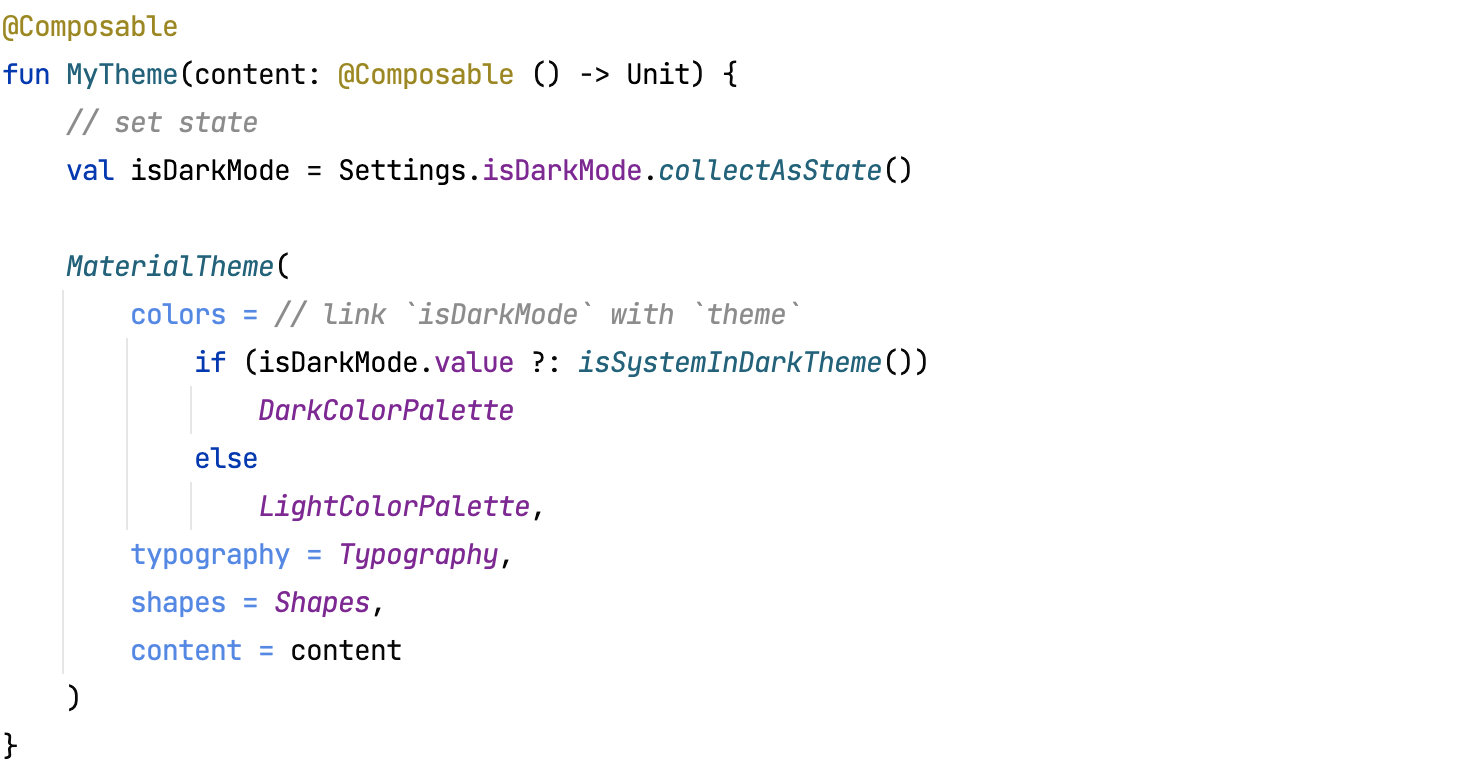 @Composable
fun MyTheme(content: @Composable () -> Unit) {
    // set state
    val isDarkMode = Settings.isDarkMode.collectAsState()

    MaterialTheme(
        colors = // link `isDarkMode` with `theme`
            if (isDarkMode.value ?: isSystemInDarkTheme())
                DarkColorPalette
            else
                LightColorPalette,
        typography = Typography,
        shapes = Shapes,
        content = content
    )
}